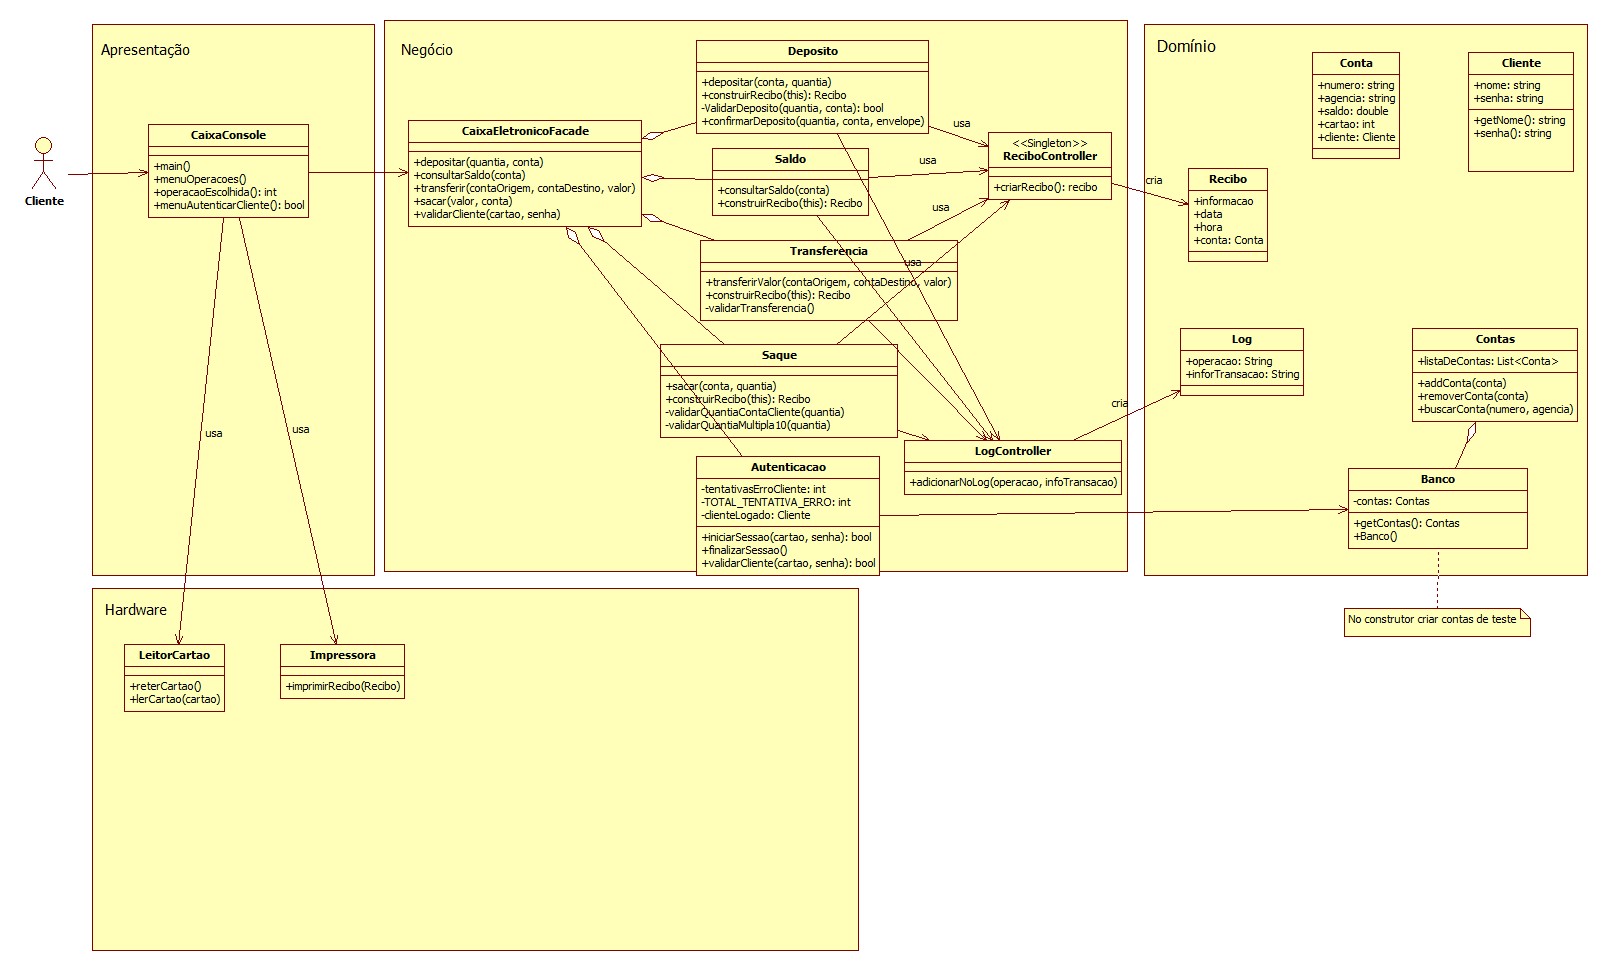 Cliente
Apresentação
CaixaConsole
+main()
+menuOperacoes()
+operacaoEscolhida(): int
+menuAutenticarCliente(): bool
usa
usa
Negócio
CaixaEletronicoFacade
+depositar(quantia, conta)
+consultarSaldo(conta)
+transferir(contaOrigem, contaDestino, valor)
+sacar(valor, conta)
+validarCliente(cartao, senha)
Deposito
+depositar(conta, quantia)
+construirRecibo(this): Recibo
-ValidarDeposito(quantia, conta): bool
+confirmarDeposito(quantia, conta, envelope)
usa
Saldo
+consultarSaldo(conta)
+construirRecibo(this): Recibo
usa
<<Singleton>>
ReciboController
+criarRecibo(): recibo
usa
Transferencia
+transferirValor(contaOrigem, contaDestino, valor)
+construirRecibo(this): Recibo
-validarTransferencia()
usa
Saque
+sacar(conta, quantia)
+construirRecibo(this): Recibo
-validarQuantiaContaCliente(quantia)
-validarQuantiaMultipla10(quantia)
LogController
+adicionarNoLog(operacao, infoTransacao)
Autenticacao
-tentativasErroCliente: int
-TOTAL_TENTATIVA_ERRO: int
-clienteLogado: Cliente
+iniciarSessao(cartao, senha): bool
+finalizarSessao()
+validarCliente(cartao, senha): bool
cria
cria
Domínio
Conta
+numero: string
+agencia: string
+saldo: double
+cartao: int
+cliente: Cliente
Cliente
+nome: string
+senha: string
+getNome(): string
+senha(): string
Recibo
+informacao
+data
+hora
+conta: Conta
Log
+operacao: String
+inforTransacao: String
Contas
+listaDeContas: List<Conta>
+addConta(conta)
+removerConta(conta)
+buscarConta(numero, agencia)
Banco
-contas: Contas
+getContas(): Contas
+Banco()
No construtor criar contas de teste
Hardware
LeitorCartao
+reterCartao()
+lerCartao(cartao)
Impressora
+imprimirRecibo(Recibo)